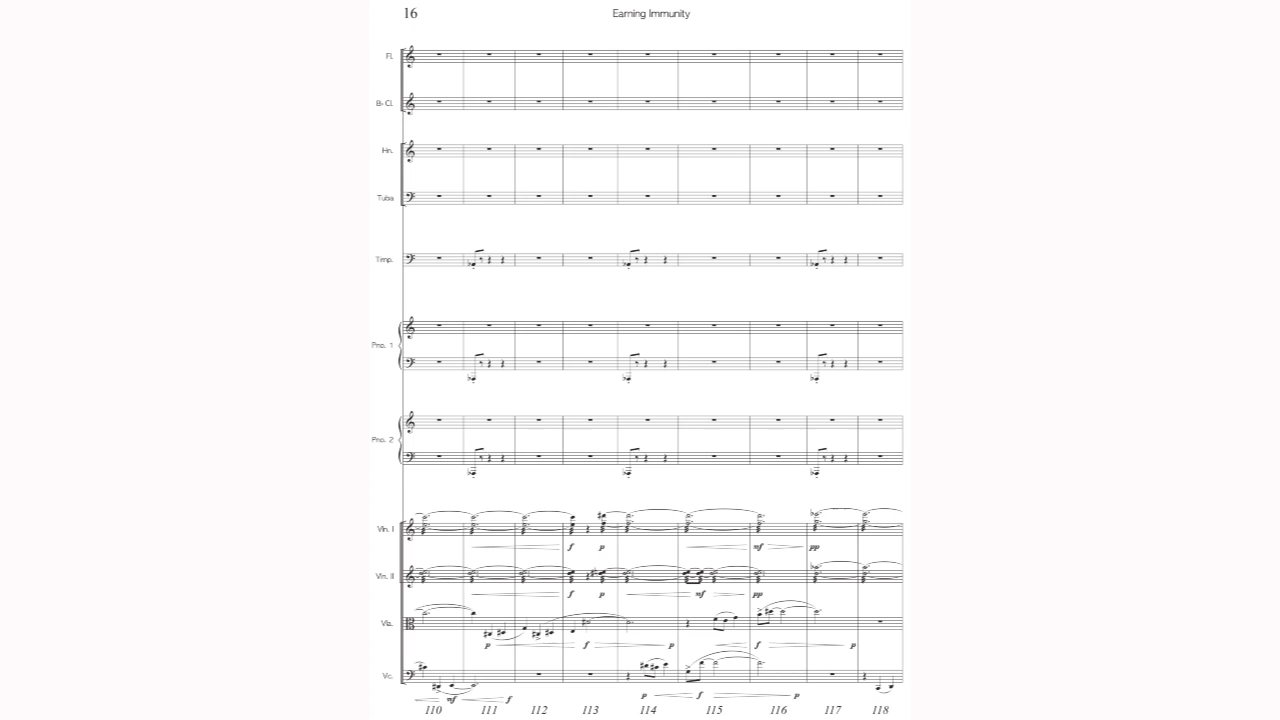 16 Earning Immunity
Fl.
B♭ Cl.
Hn.
Tuba
Timp.
Pno. 1
Pno. 2
Vln. I
f p mf pp
Vln. II
f p mf pp
Vla.
p f p f p
Vc.
mf f p f p
110 111 112 113 114 115 116 117 118